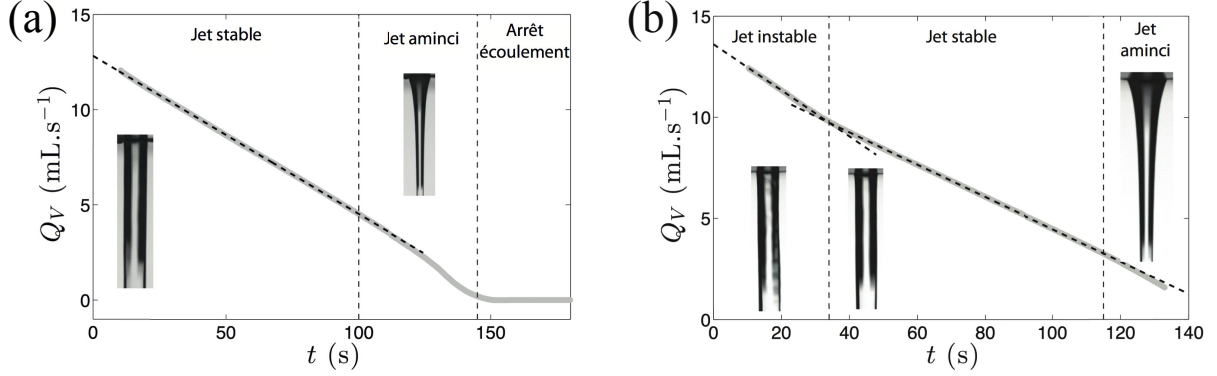 (a)
15
10
5
0
Q_V (mL.s⁻¹)
Jet stable
Jet aminci
Arrêt
écoulement
0 50 100 150
t (s)
(b)
15
10
5
0
Q_V (mL.s⁻¹)
Jet instable
Jet stable
Jet
aminci
0 20 40 60 80 100 120 140
t (s)